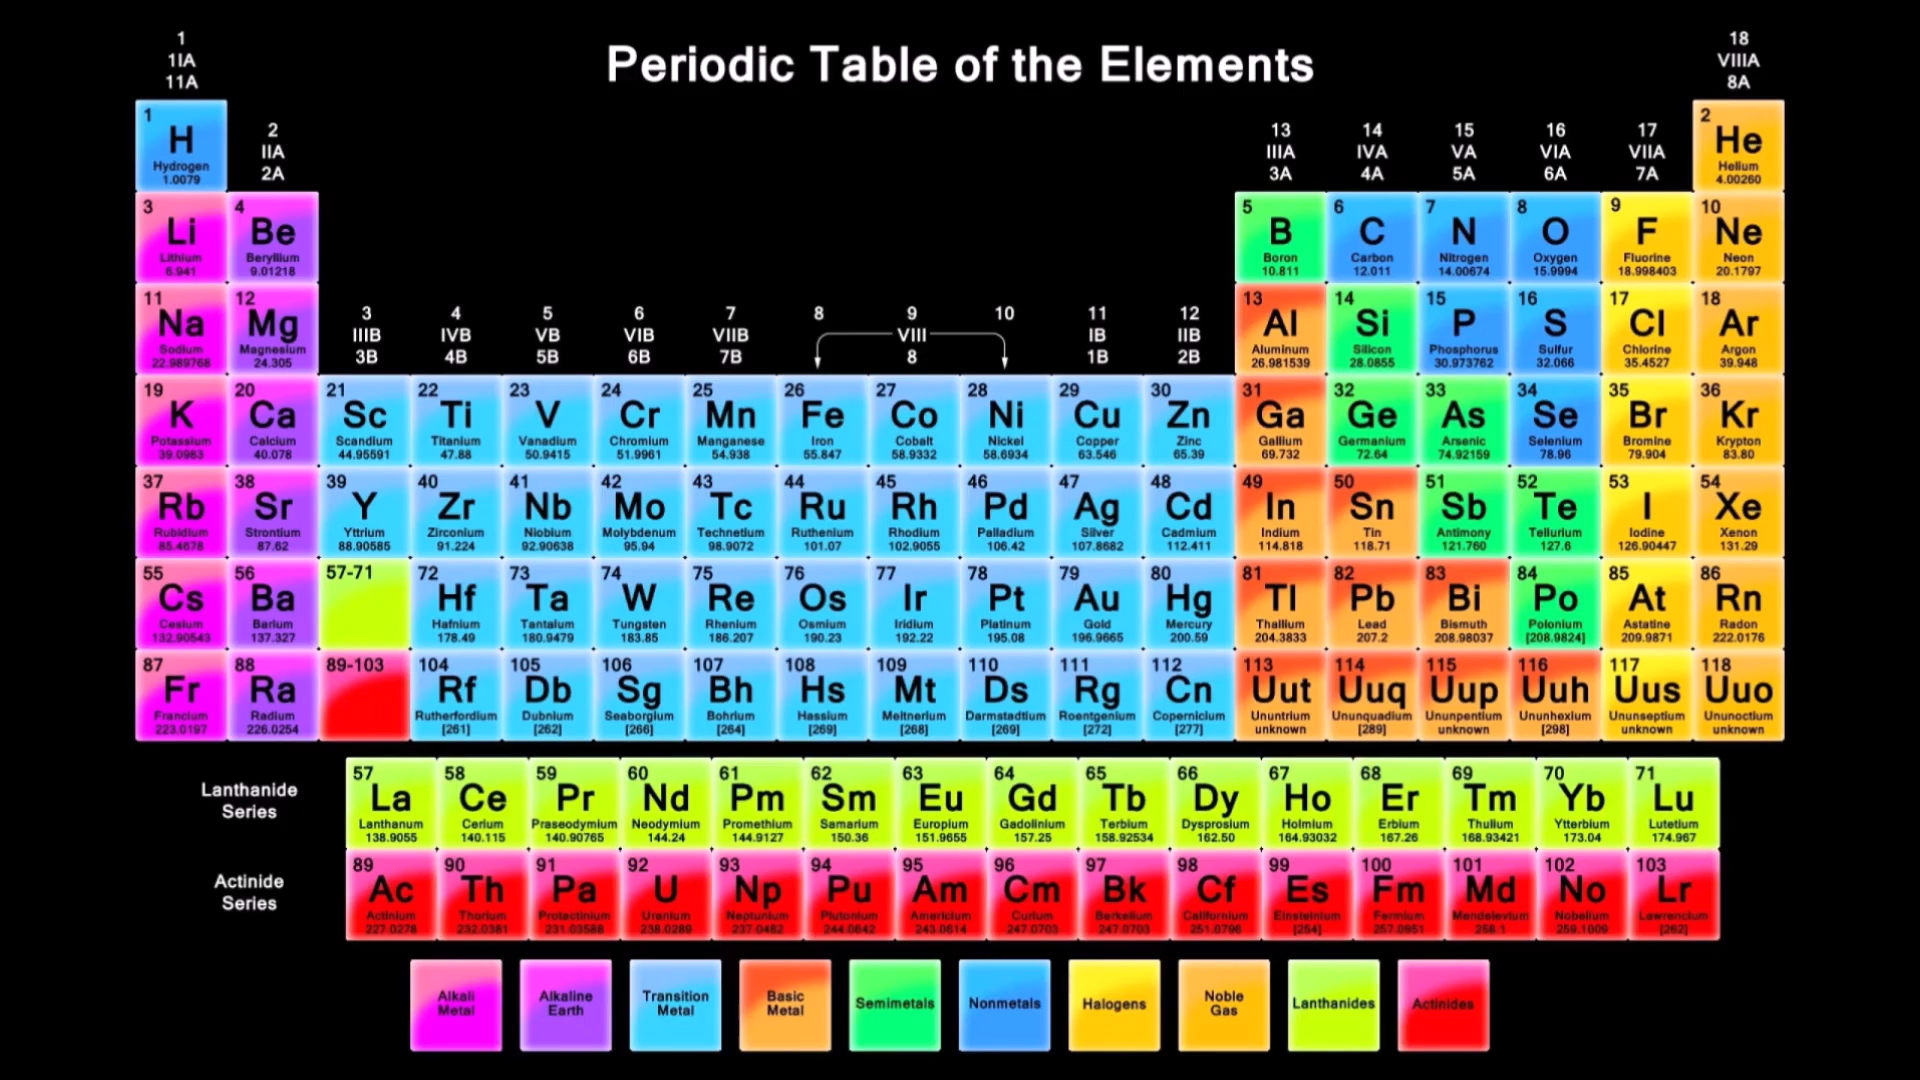 Periodic Table of the Elements
1
1IA
11A
18
VIIIA
8A
2
IIA
2A
13
IIIA
3A
14
IVA
4A
15
VA
5A
16
VIA
6A
17
VIIA
7A
1
H
Hydrogen
1.0079
2
He
Helium
4.00260
3
Li
Lithium
6.941
4
Be
Beryllium
9.01218
5
B
Boron
10.811
6
C
Carbon
12.011
7
N
Nitrogen
14.00674
8
O
Oxygen
15.9994
9
F
Fluorine
18.998403
10
Ne
Neon
20.1797
11
Na
Sodium
22.989768
12
Mg
Magnesium
24.305
3
IIIB
3B
4
IVB
4B
5
VB
5B
6
VIB
6B
7
VIIB
7B
8
9
10
VIII
8
11
IB
1B
12
IIB
2B
13
Al
Aluminum
26.981539
14
Si
Silicon
28.0855
15
P
Phosphorus
30.973762
16
S
Sulfur
32.066
17
Cl
Chlorine
35.4527
18
Ar
Argon
39.948
19
K
Potassium
39.0983
20
Ca
Calcium
40.078
21
Sc
Scandium
44.95591
22
Ti
Titanium
47.88
23
V
Vanadium
50.9415
24
Cr
Chromium
51.9961
25
Mn
Manganese
54.938
26
Fe
Iron
55.847
27
Co
Cobalt
58.9332
28
Ni
Nickel
58.6934
29
Cu
Copper
63.546
30
Zn
Zinc
65.39
31
Ga
Gallium
69.732
32
Ge
Germanium
72.64
33
As
Arsenic
74.92159
34
Se
Selenium
78.96
35
Br
Bromine
79.904
36
Kr
Krypton
83.80
37
Rb
Rubidium
85.4678
38
Sr
Strontium
87.62
39
Y
Yttrium
88.90585
40
Zr
Zirconium
91.224
41
Nb
Niobium
92.90638
42
Mo
Molybdenum
95.94
43
Tc
Technetium
98.9072
44
Ru
Ruthenium
101.07
45
Rh
Rhodium
102.9055
46
Pd
Palladium
106.42
47
Ag
Silver
107.8682
48
Cd
Cadmium
112.411
49
In
Indium
114.818
50
Sn
Tin
118.71
51
Sb
Antimony
121.760
52
Te
Tellurium
127.6
53
I
Iodine
126.90447
54
Xe
Xenon
131.29
55
Cs
Cesium
132.90543
56
Ba
Barium
137.327
57-71
72
Hf
Hafnium
178.49
73
Ta
Tantalum
180.9479
74
W
Tungsten
183.85
75
Re
Rhenium
186.207
76
Os
Osmium
190.23
77
Ir
Iridium
192.22
78
Pt
Platinum
195.08
79
Au
Gold
196.9665
80
Hg
Mercury
200.59
81
Tl
Thallium
204.3833
82
Pb
Lead
207.2
83
Bi
Bismuth
208.98037
84
Po
Polonium
[208.9824]
85
At
Astatine
209.9871
86
Rn
Radon
222.0176
87
Fr
Francium
223.0197
88
Ra
Radium
226.0254
89-103
104
Rf
Rutherfordium
[261]
105
Db
Dubnium
[262]
106
Sg
Seaborgium
[266]
107
Bh
Bohrium
[264]
108
Hs
Hassium
[269]
109
Mt
Meitnerium
[268]
110
Ds
Darmstadtium
[269]
111
Rg
Roentgenium
[272]
112
Cn
Copernicium
[277]
113
Uut
Ununtrium
unknown
114
Uuq
Ununquadium
[289]
115
Uup
Ununpentium
unknown
116
Uuh
Ununhexium
[298]
117
Uus
Ununseptium
unknown
118
Uuo
Ununoctium
unknown
Lanthanide
Series
57
La
Lanthanum
138.9055
58
Ce
Cerium
140.115
59
Pr
Praseodymium
140.90765
60
Nd
Neodymium
144.24
61
Pm
Promethium
144.9127
62
Sm
Samarium
150.36
63
Eu
Europium
151.9655
64
Gd
Gadolinium
157.25
65
Tb
Terbium
158.92534
66
Dy
Dysprosium
162.50
67
Ho
Holmium
164.93032
68
Er
Erbium
167.26
69
Tm
Thulium
168.93421
70
Yb
Ytterbium
173.04
71
Lu
Lutetium
174.967
Actinide
Series
89
Ac
Actinium
227.0278
90
Th
Thorium
232.0381
91
Pa
Protactinium
231.03588
92
U
Uranium
238.0289
93
Np
Neptunium
237.0482
94
Pu
Plutonium
244.0642
95
Am
Americium
243.0614
96
Cm
Curium
247.0703
97
Bk
Berkelium
247.0703
98
Cf
Californium
251.0796
99
Es
Einsteinium
[254]
100
Fm
Fermium
257.0951
101
Md
Mendelevium
258.1
102
No
Nobelium
259.1009
103
Lr
Lawrencium
[262]
Alkali
Metal
Alkaline
Earth
Transition
Metal
Basic
Metal
Semimetals
Nonmetals
Halogens
Noble
Gas
Lanthanides
Actinides